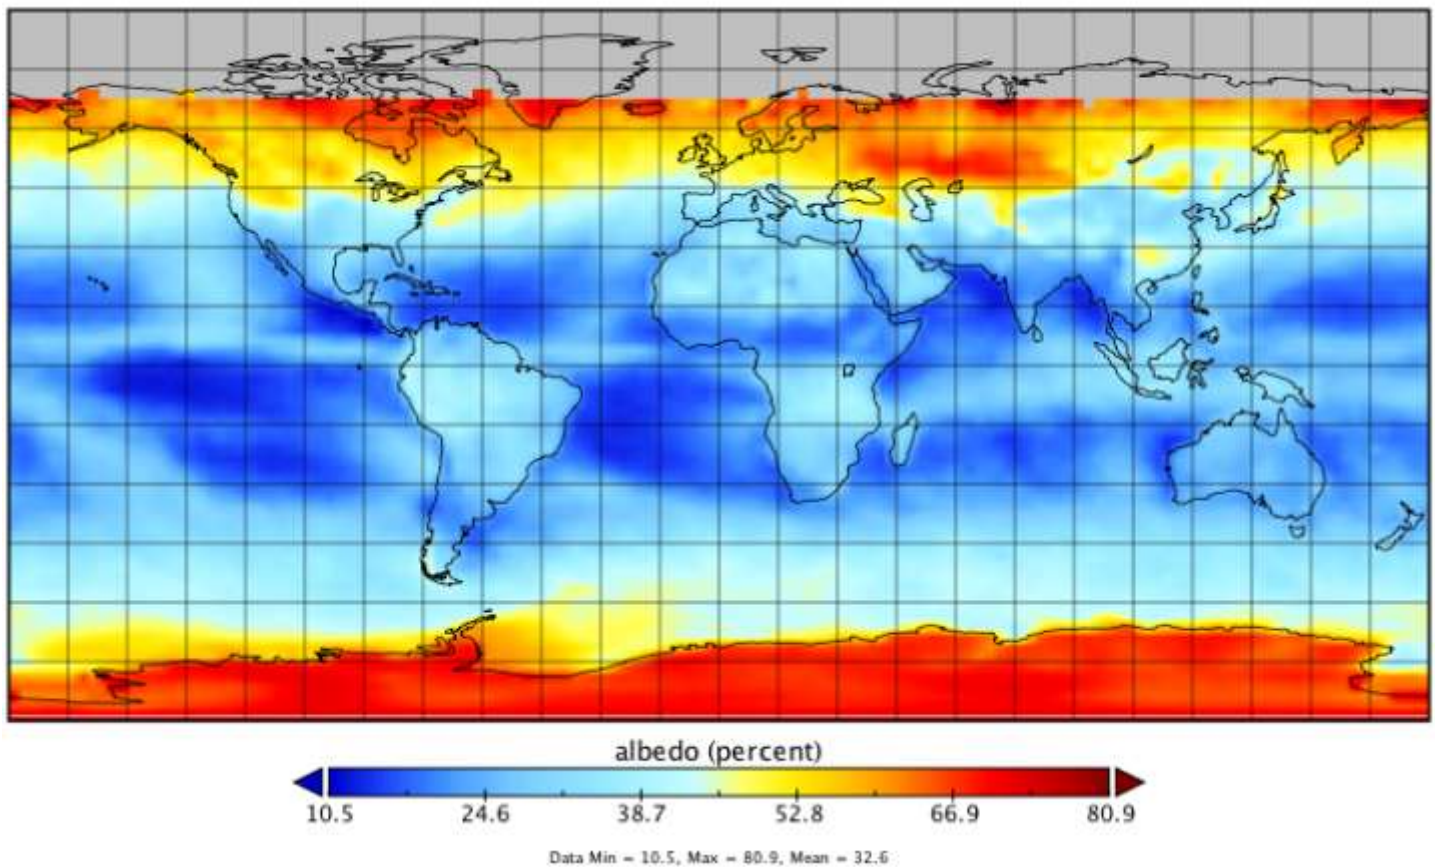 albedo (percent)
10.5 24.6 38.7 52.8 66.9 80.9
Data Min = 10.5, Max = 80.9, Mean = 32.6